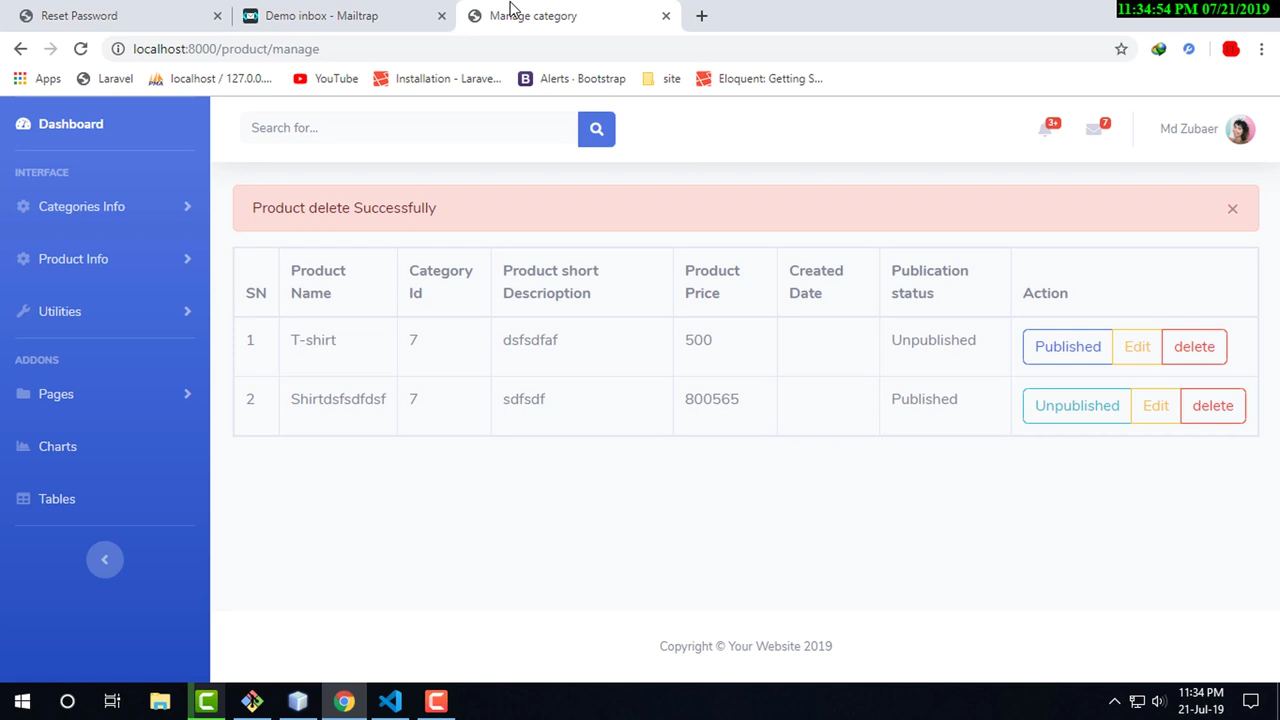 Reset Password
Demo inbox - Mailtrap
11:34:54 PM 07/21/2019
localhost:8000/product/manage
Apps
Laravel
localhost / 127.0.0....
YouTube
Installation - Larave...
Alerts · Bootstrap
site
Eloquent: Getting S...
Dashboard
Search for...
3+
7
Md Zubaer
INTERFACE
Categories Info
Product Info
Utilities
ADDONS
Pages
Charts
Tables
Product delete Successfully
SN
Product Name
Category Id
Product short Descrioption
Product Price
Created Date
Publication status
Action
1 T-shirt 7 dsfsdfaf 500 Unpublished Published Edit delete
2 Shirtdsfsdfdsf 7 sdfsdf 800565 Published Unpublished Edit delete
Copyright © Your Website 2019
11:34 PM
21-Jul-19